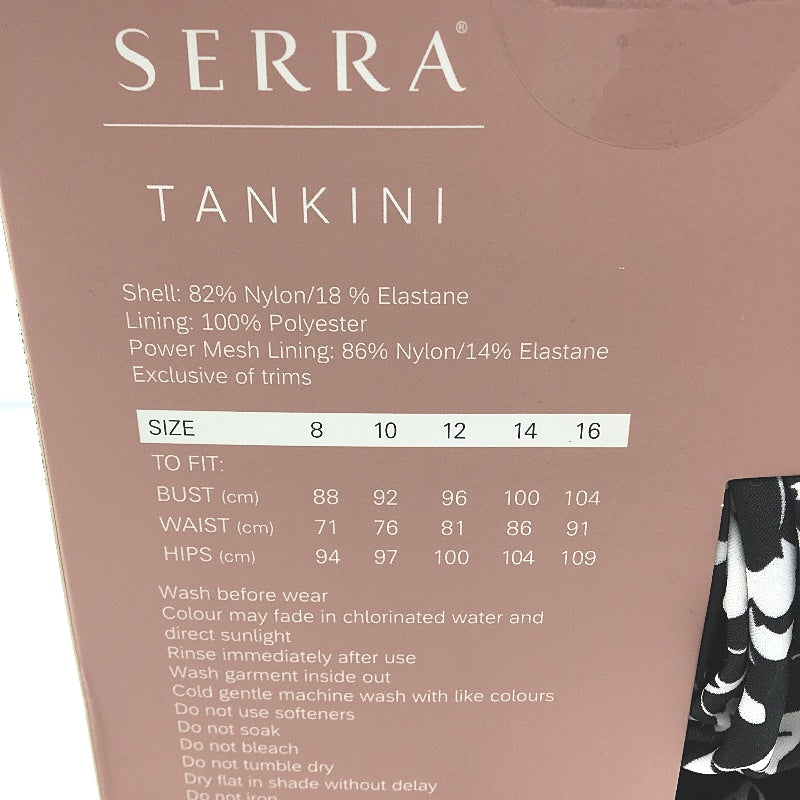 SERRA®
TANKINI
Shell: 82% Nylon/18 % Elastane
Lining: 100% Polyester
Power Mesh Lining: 86% Nylon/14% Elastane
Exclusive of trims
SIZE 8 10 12 14 16
TO FIT:
BUST (cm) 88 92 96 100 104
WAIST (cm) 71 76 81 86 91
HIPS (cm) 94 97 100 104 109
Wash before wear
Colour may fade in chlorinated water and
direct sunlight
Rinse immediately after use
Wash garment inside out
Cold gentle machine wash with like colours
Do not use softeners
Do not soak
Do not bleach
Do not tumble dry
Dry flat in shade without delay
Do not iron